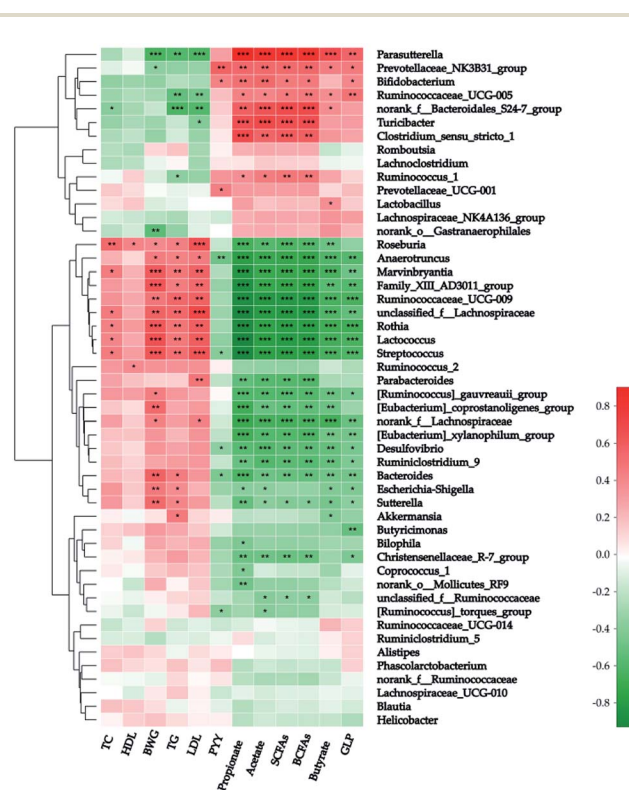 Parasutterella
Prevotellaceae_NK3B31_group
Bifidobacterium
Ruminococcaceae_UCG-005
norank_f__Bacteroidales_S24-7_group
Turicibacter
Clostridium_sensu_stricto_1
Romboutsia
Lachnoclostridium
Ruminococcus_1
Prevotellaceae_UCG-001
Lactobacillus
Lachnospiraceae_NK4A136_group
norank_o__Gastranaerophilales
Roseburia
Anaerotruncus
Marvinbryantia
Family_XIII_AD3011_group
Ruminococcaceae_UCG-009
unclassified_f__Lachnospiraceae
Rothia
Lactococcus
Streptococcus
Ruminococcus_2
Parabacteroides
[Ruminococcus]_gauvreauii_group
[Eubacterium]_coprostanoligenes_group
norank_f__Lachnospiraceae
[Eubacterium]_xylanophilum_group
Desulfovibrio
Ruminiclostridium_9
Bacteroides
Escherichia-Shigella
Sutterella
Akkermansia
Butyricimonas
Bilophila
Christensenellaceae_R-7_group
Coprococcus_1
norank_o__Mollicutes_RF9
unclassified_f__Ruminococcaceae
[Ruminococcus]_torques_group
Ruminococcaceae_UCG-014
Ruminiclostridium_5
Alistipes
Phascolarctobacterium
norank_f__Ruminococcaceae
Lachnospiraceae_UCG-010
Blautia
Helicobacter
TC HDL BWG TG LDL PYY Propionate Acetate SCFAs BCFAs Butyrate GLP
0.8
0.6
0.4
0.2
0.0
-0.2
-0.4
-0.6
-0.8